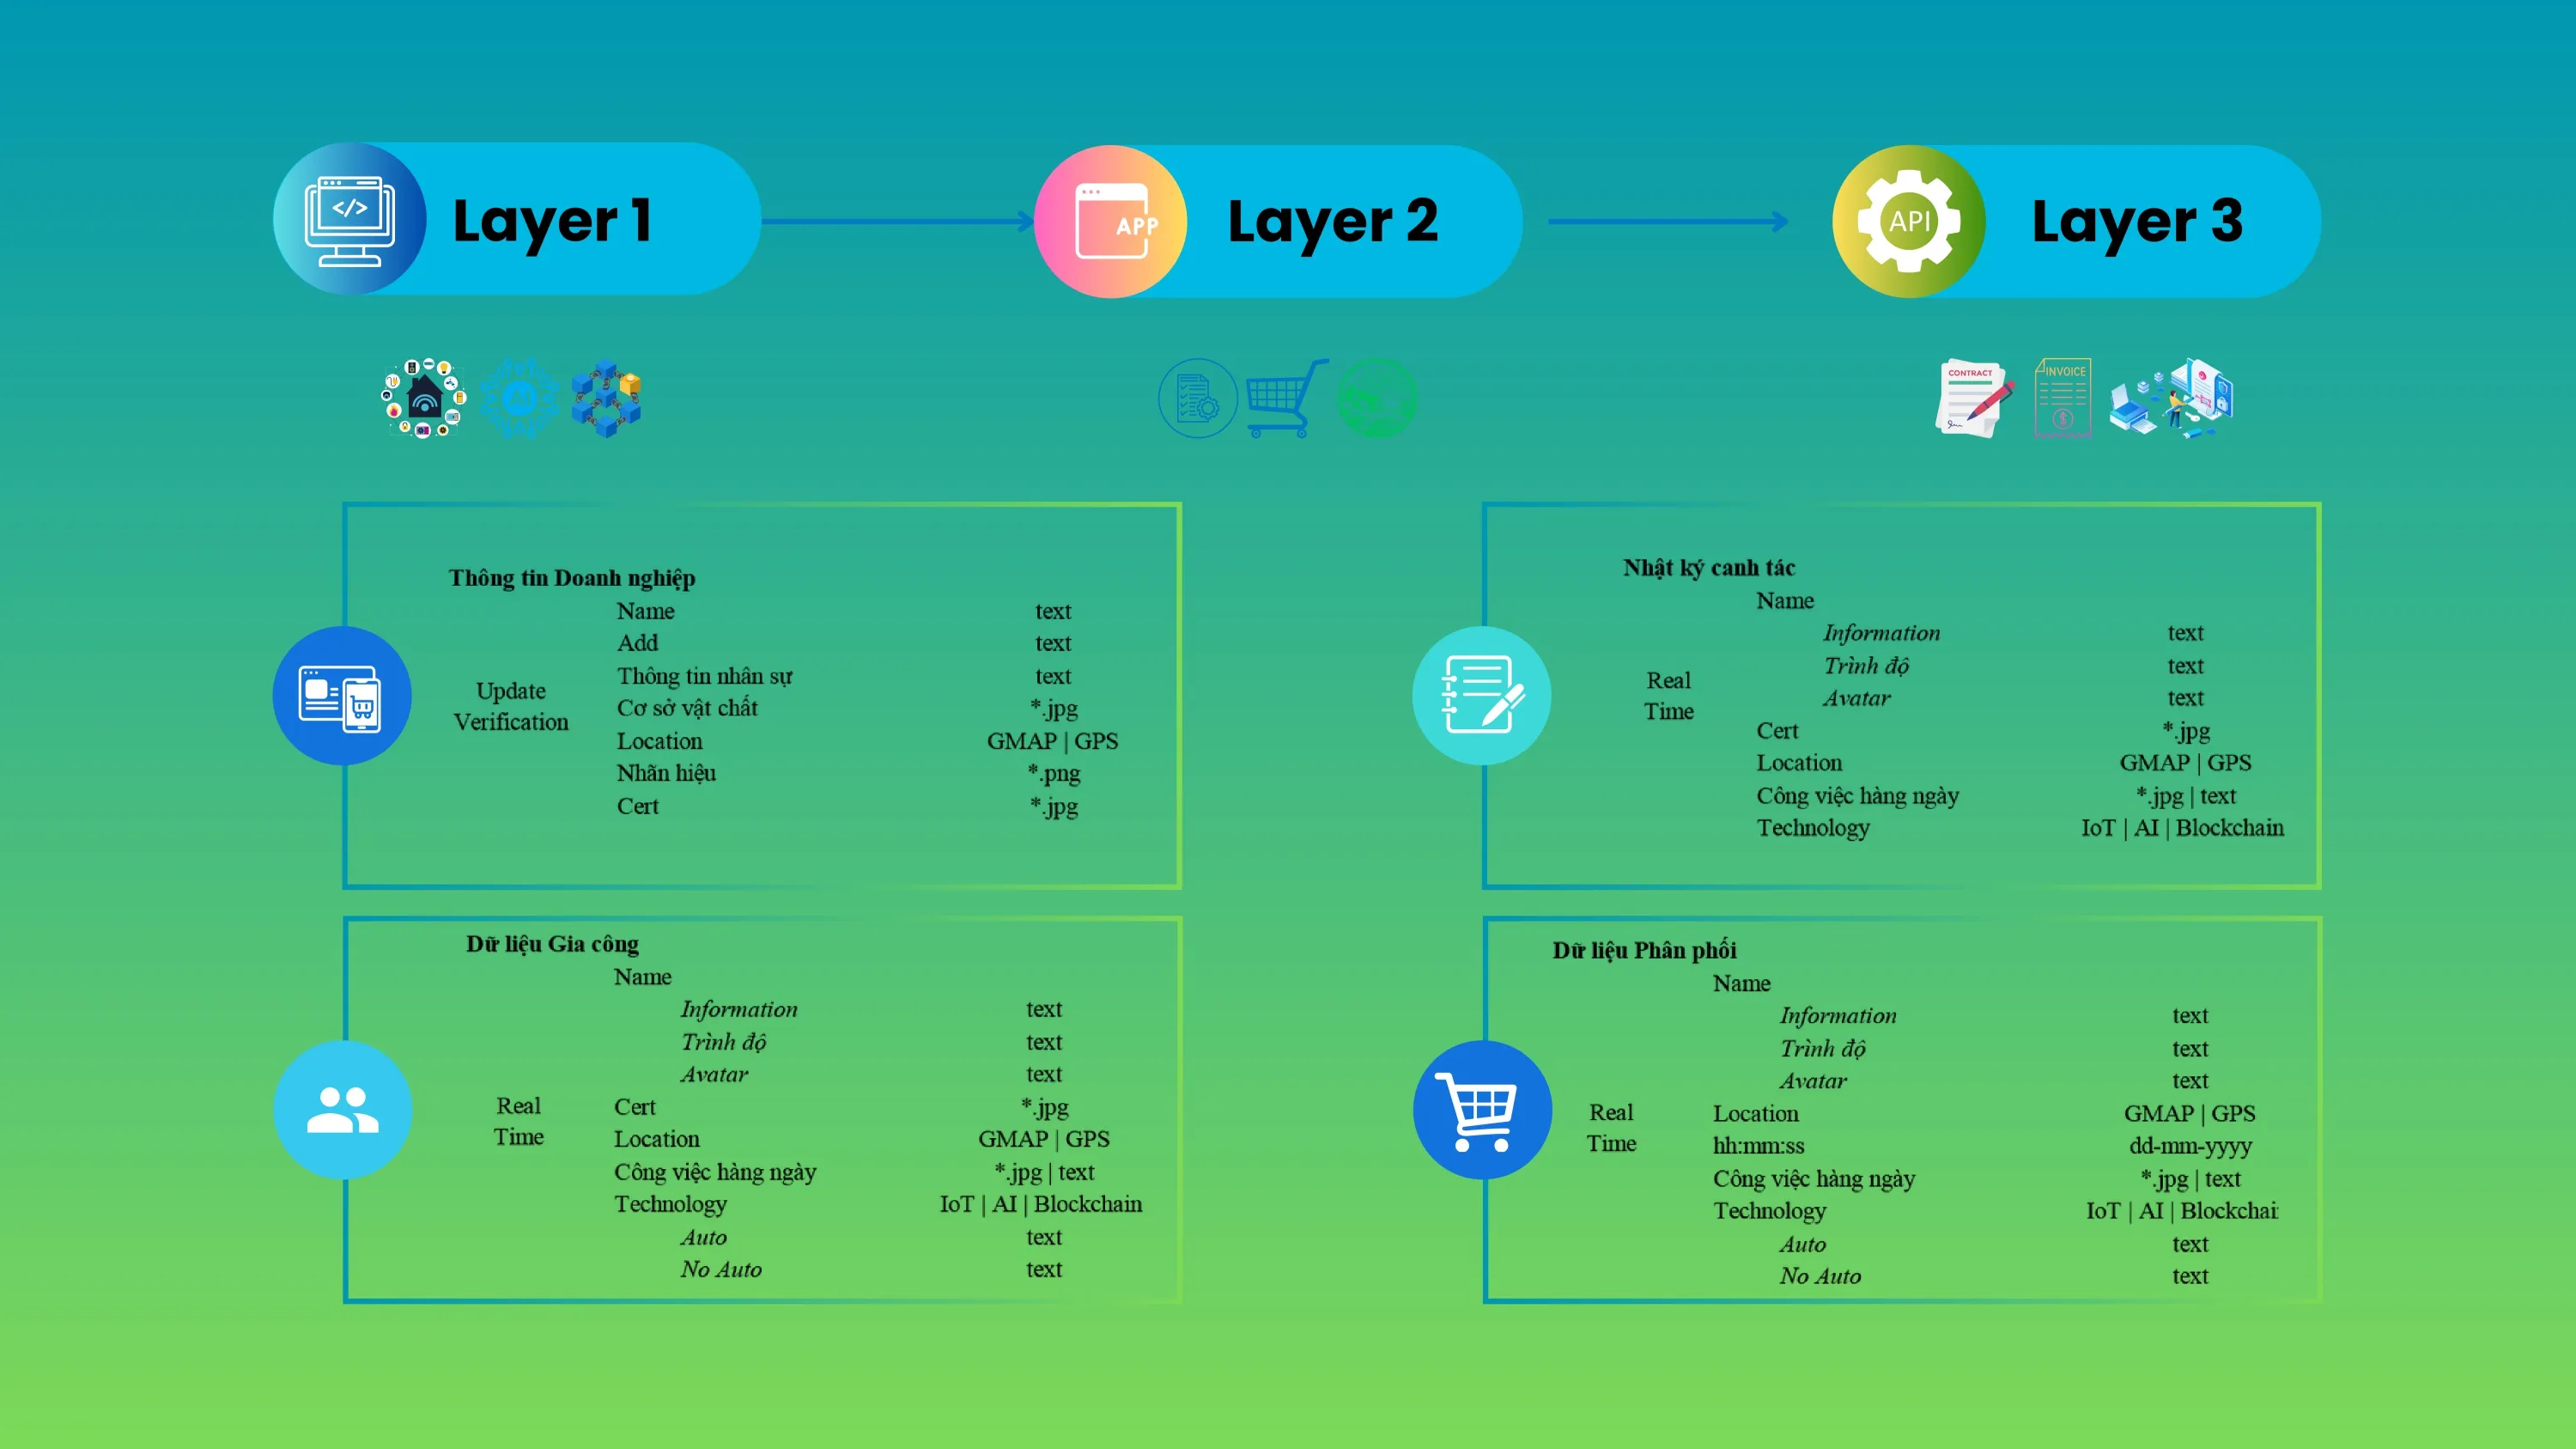 Layer 1
APP
Layer 2
API
Layer 3
AI
CONTRACT
INVOICE
Thông tin Doanh nghiệp
Name text
Add text
Thông tin nhân sự text
Update
Verification
Cơ sở vật chất *.jpg
Location GMAP | GPS
Nhãn hiệu *.png
Cert *.jpg
Nhật ký canh tác
Name
Information text
Trình độ text
Real
Time
Avatar text
Cert *.jpg
Location GMAP | GPS
Công việc hàng ngày *.jpg | text
Technology IoT | AI | Blockchain
Dữ liệu Gia công
Name
Information text
Trình độ text
Avatar text
Real
Time
Cert *.jpg
Location GMAP | GPS
Công việc hàng ngày *.jpg | text
Technology IoT | AI | Blockchain
Auto text
No Auto text
Dữ liệu Phân phối
Name
Information text
Trình độ text
Avatar text
Real
Time
Location GMAP | GPS
hh:mm:ss dd-mm-yyyy
Công việc hàng ngày *.jpg | text
Technology IoT | AI | Blockchai
Auto text
No Auto text